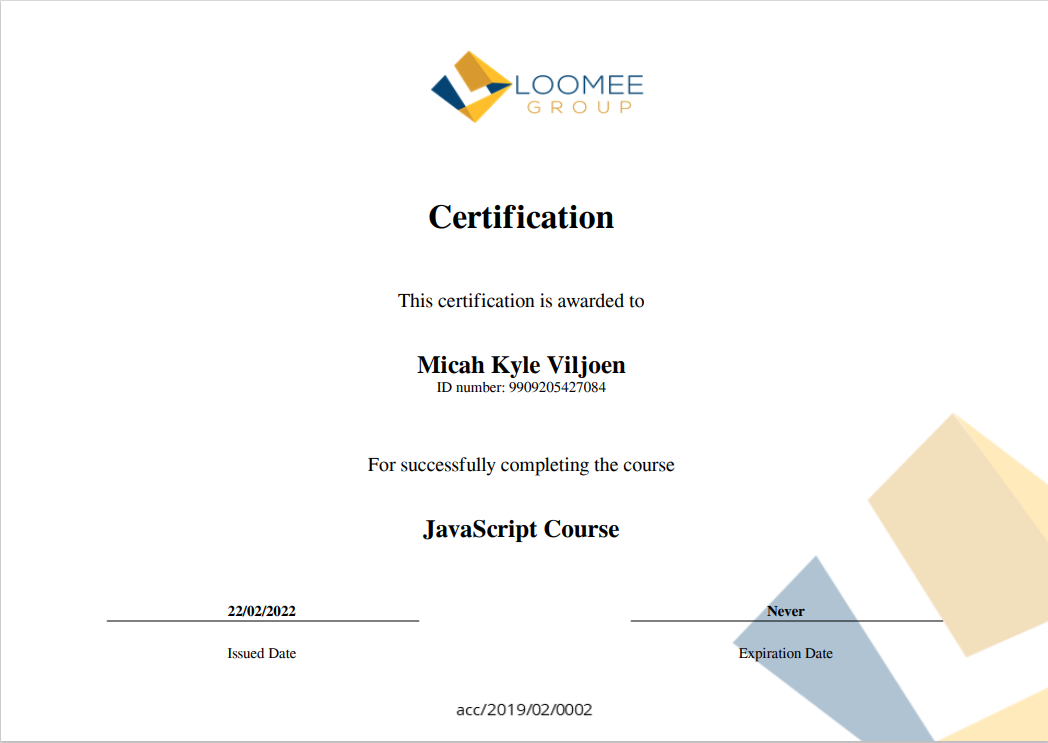 LOOMEE
GROUP
Certification
This certification is awarded to
Micah Kyle Viljoen
ID number: 9909205427084
For successfully completing the course
JavaScript Course
22/02/2022
Never
Issued Date
Expiration Date
acc/2019/02/0002